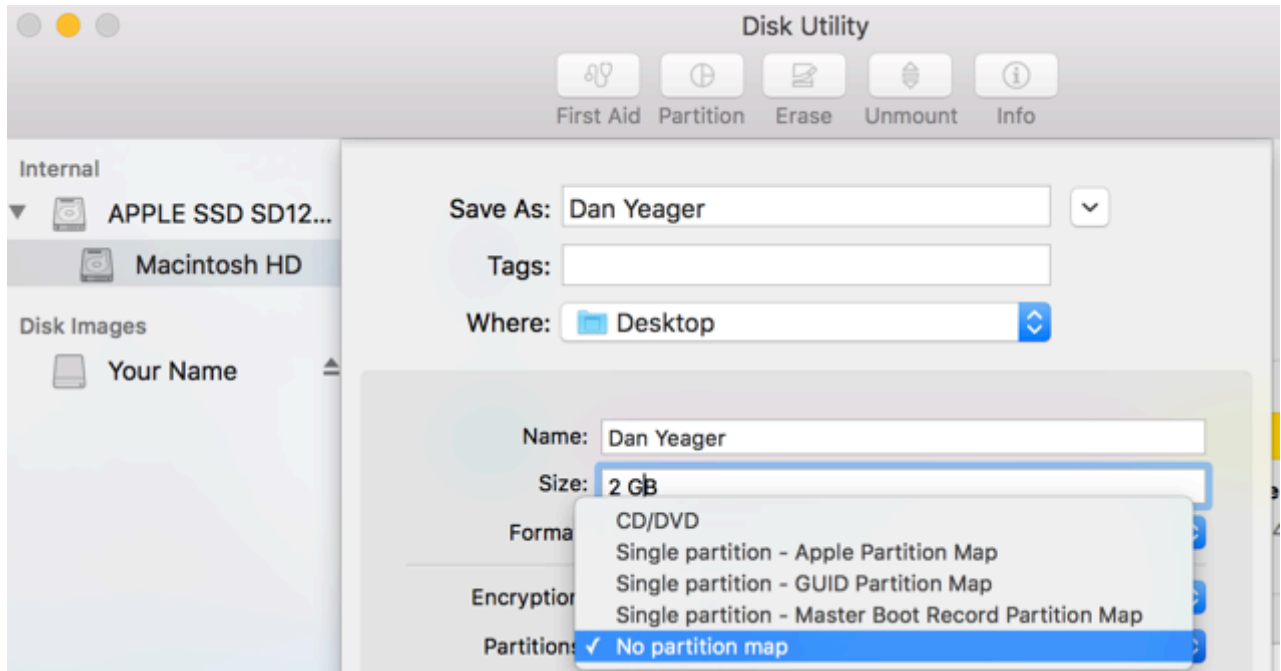 Disk Utility
First Aid Partition Erase Unmount Info
Internal
APPLE SSD SD12...
Macintosh HD
Disk Images
Your Name
Save As: Dan Yeager
Tags:
Where: Desktop
Name: Dan Yeager
Size: 2 GB
Forma
CD/DVD
Single partition - Apple Partition Map
Single partition - GUID Partition Map
Encryption
Single partition - Master Boot Record Partition Map
Partitions ✓ No partition map